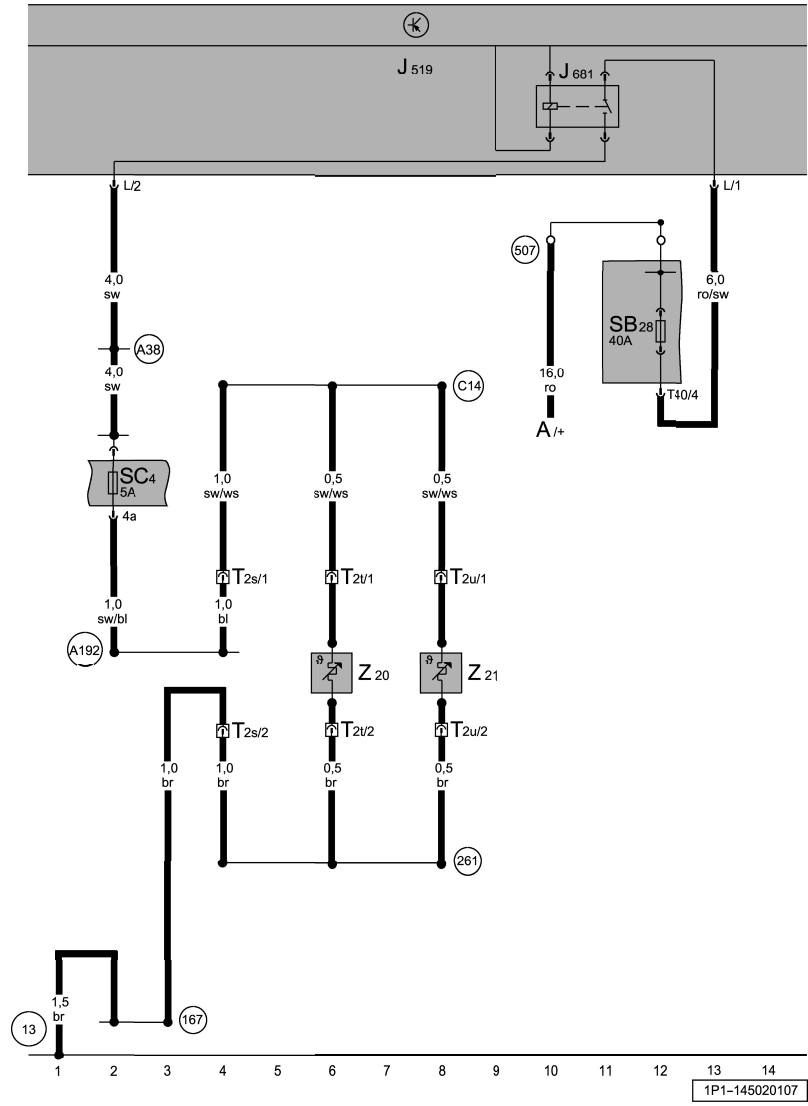 J 519
J 681
L/2
L/1
507
4,0
sw
6,0
ro/sw
SB28
40A
A38
4,0
sw
16,0
ro
C14
T40/4
A /+
SC4
5A
1,0
sw/ws
0,5
sw/ws
0,5
sw/ws
4a
T2s/1
T2t/1
T2u/1
1,0
sw/bl
1,0
bl
A192
ϑ
Z 20
ϑ
Z 21
T2s/2
T2t/2
T2u/2
1,0
br
1,0
br
0,5
br
0,5
br
261
1,5
br
13
167
1 2 3 4 5 6 7 8 9 10 11 12 13 14
1P1-145020107